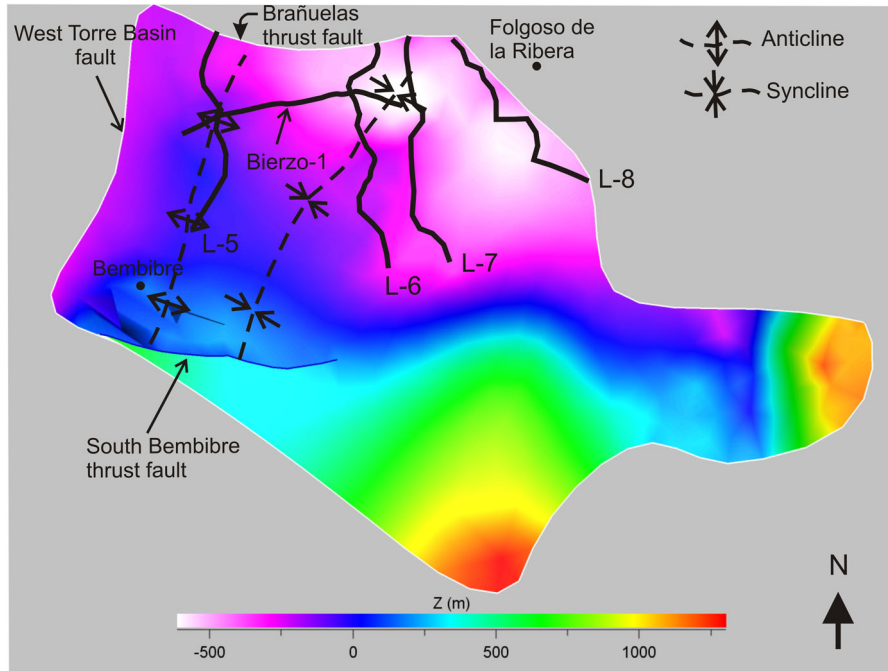 West Torre Basin
fault
Brañuelas
thrust fault
Folgoso de
la Ribera
Anticline
Syncline
Bierzo-1
L-8
L-5
L-7
L-6
Bembibre
South Bembibre
thrust fault
N
Z (m)
-500
0
500
1000